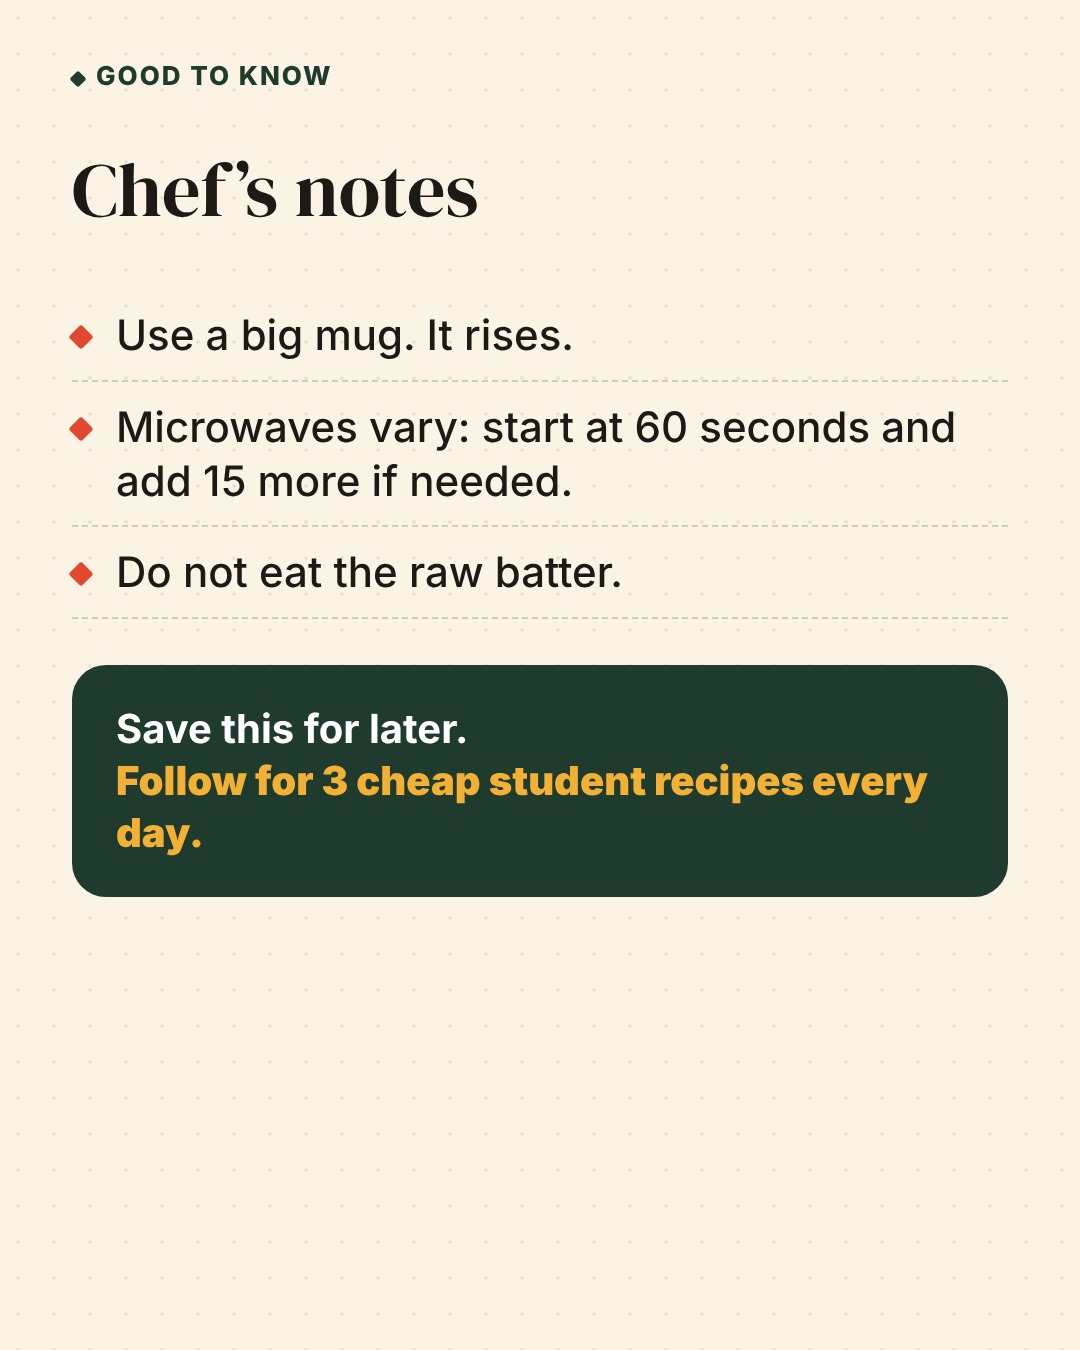 GOOD TO KNOW
Chef’s notes
Use a big mug. It rises.
Microwaves vary: start at 60 seconds and
add 15 more if needed.
Do not eat the raw batter.
Save this for later.
Follow for 3 cheap student recipes every
day.